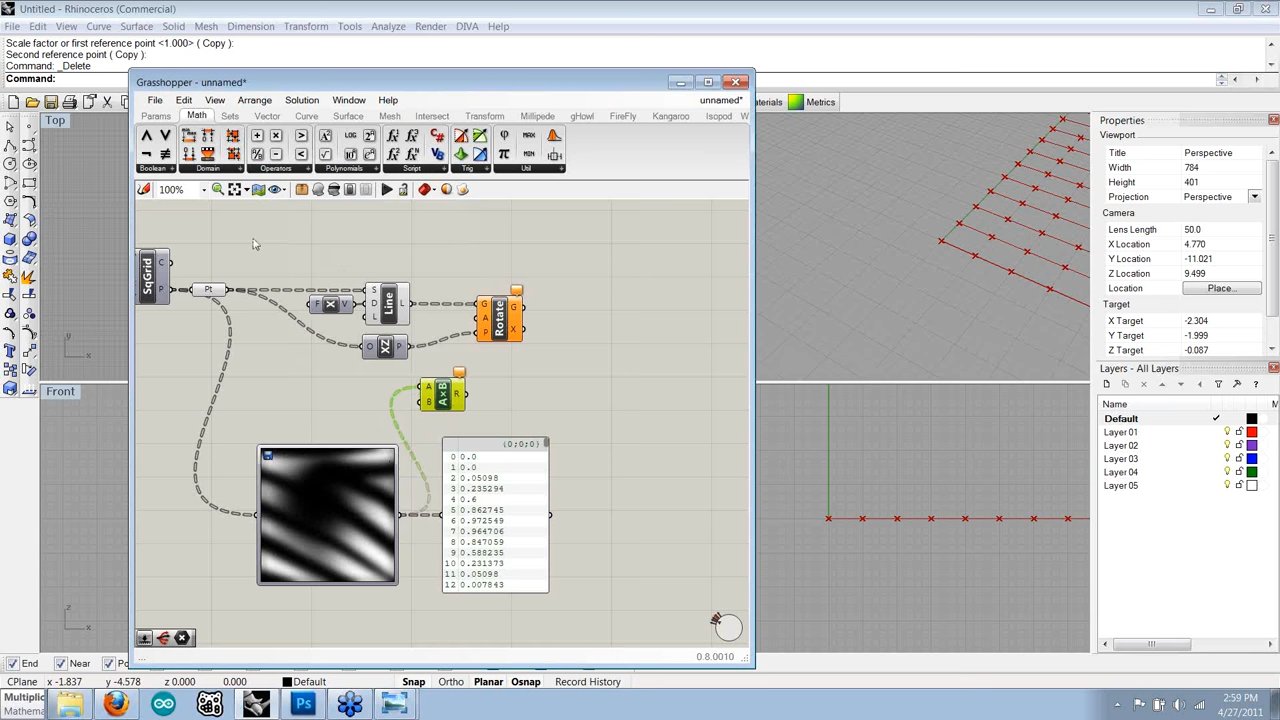 Untitled - Rhinoceros (Commercial)
File Edit View Curve Surface Solid Mesh Dimension Transform Tools Analyze Render DIVA Help
Scale factor or first reference point <1.000> ( Copy ):
Second reference point ( Copy ):
Command: _Delete
Command:
Grasshopper - unnamed*
File Edit View Arrange Solution Window Help
unnamed*
Params Math Sets Vector Curve Surface Mesh Intersect Transform Millipede gHowl FireFly Kangaroo Isopod W
Boolean Domain Operators Polynomials Script Trig Util
100%
Metrics
Top
Front
SqGrid
C
P
Pt
F X V
S
D
L
Line
L
O XZ P
G
A
P
Rotate
G
X
A
B
A×B
R
{0;0;0}
0 0.0
1 0.0
2 0.05098
3 0.235294
4 0.6
5 0.862745
6 0.972549
7 0.964706
8 0.847059
9 0.588235
10 0.231373
11 0.05098
12 0.007843
...
0.8.0010
Properties
Viewport
Title Perspective
Width 784
Height 401
Projection Perspective
Camera
Lens Length 50.0
X Location 4.770
Y Location -11.021
Z Location 9.499
Location Place...
Target
X Target -2.304
Y Target -1.999
Z Target -0.087
Layers - All Layers
Name
Default
Layer 01
Layer 02
Layer 03
Layer 04
Layer 05
End Near
CPlane x -1.837 y -4.578 z 0.000 0.000 Default Snap Ortho Planar Osnap Record History
2:59 PM
4/27/2011